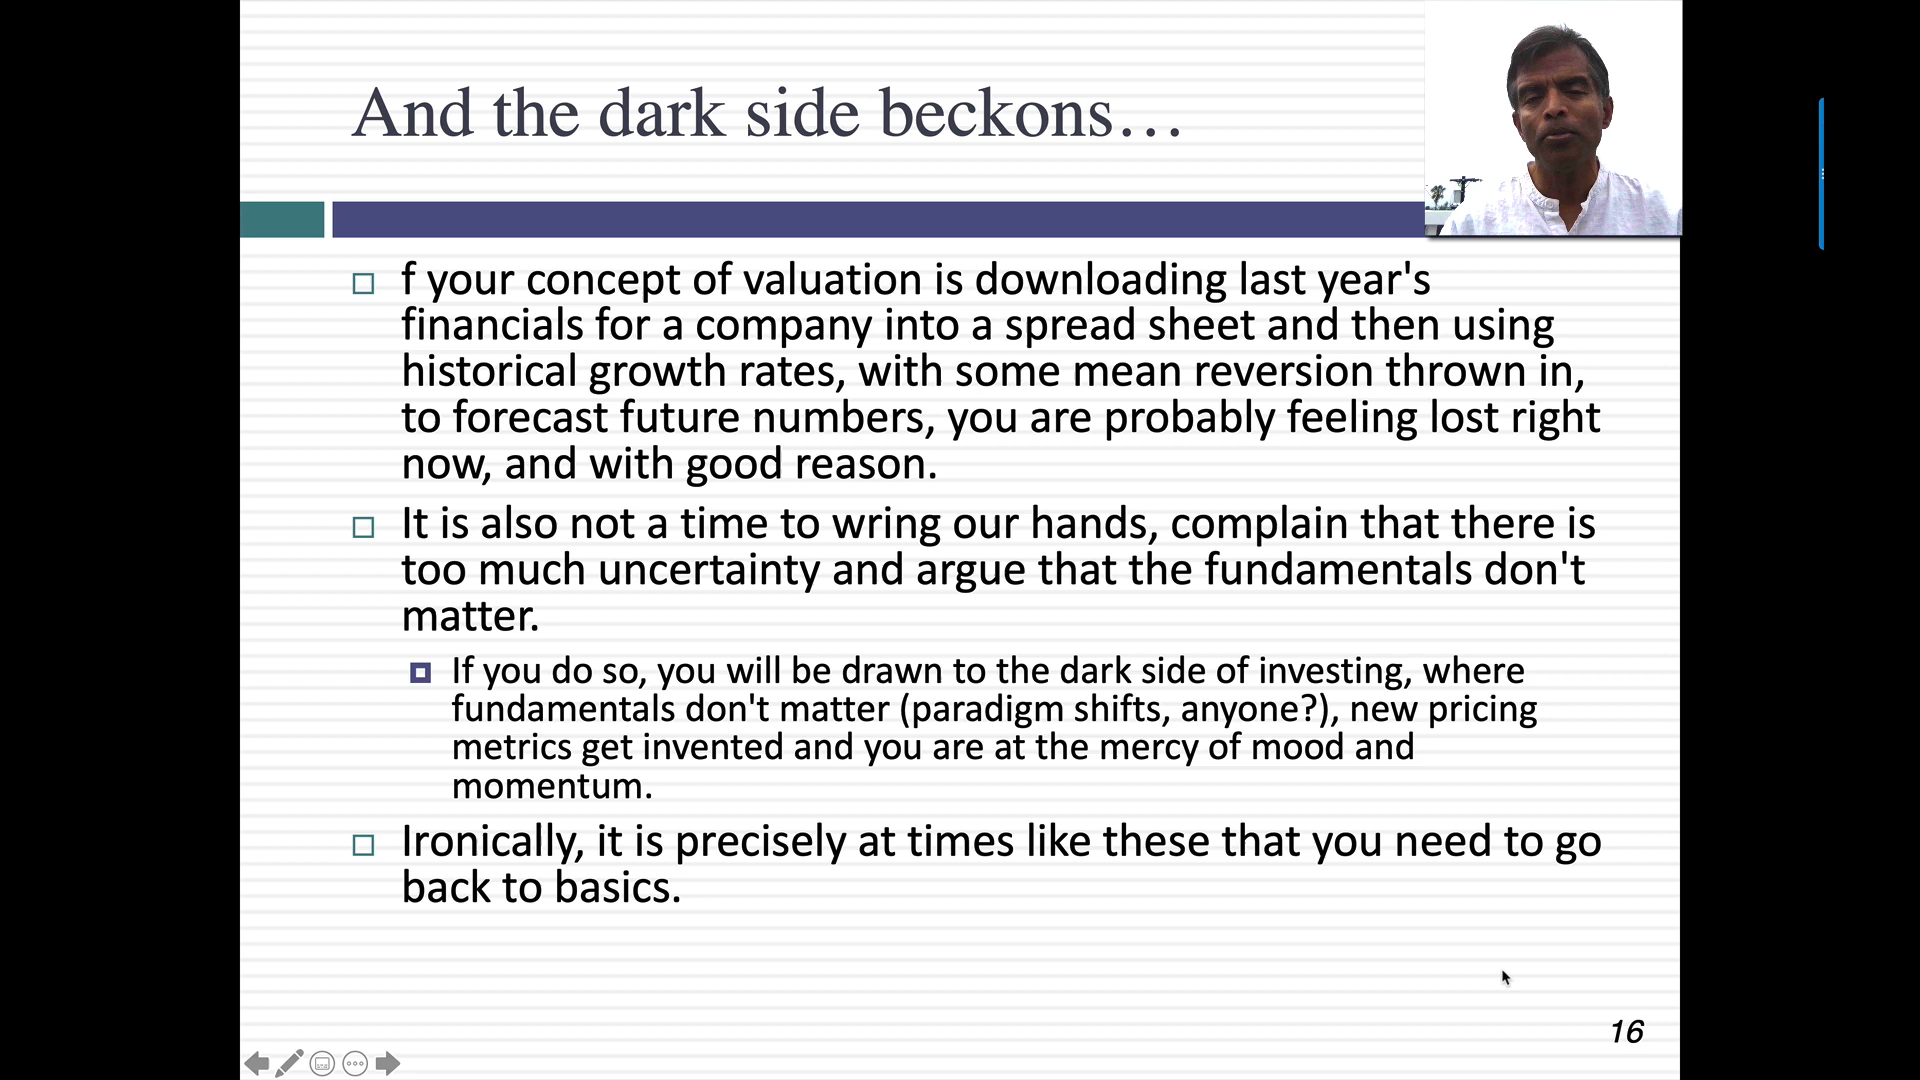 And the dark side beckons…
f your concept of valuation is downloading last year's
financials for a company into a spread sheet and then using
historical growth rates, with some mean reversion thrown in,
to forecast future numbers, you are probably feeling lost right
now, and with good reason.
It is also not a time to wring our hands, complain that there is
too much uncertainty and argue that the fundamentals don't
matter.
If you do so, you will be drawn to the dark side of investing, where
fundamentals don't matter (paradigm shifts, anyone?), new pricing
metrics get invented and you are at the mercy of mood and
momentum.
Ironically, it is precisely at times like these that you need to go
back to basics.
16